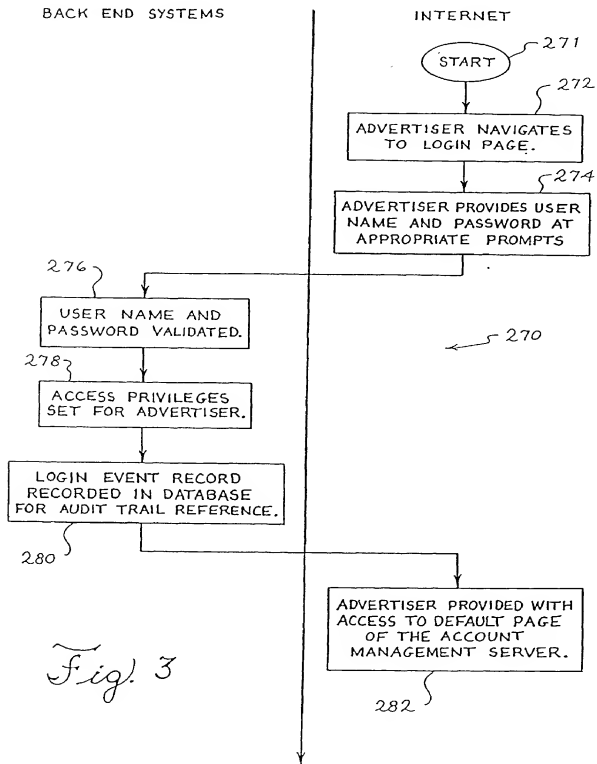 BACK END SYSTEMS
INTERNET
START
271
272
ADVERTISER NAVIGATES
TO LOGIN PAGE.
274
ADVERTISER PROVIDES USER
NAME AND PASSWORD AT
APPROPRIATE PROMPTS
276
USER NAME AND
PASSWORD VALIDATED.
270
278
ACCESS PRIVILEGES
SET FOR ADVERTISER.
LOGIN EVENT RECORD
RECORDED IN DATABASE
FOR AUDIT TRAIL REFERENCE.
280
ADVERTISER PROVIDED WITH
ACCESS TO DEFAULT PAGE
OF THE ACCOUNT
MANAGEMENT SERVER.
282
Fig. 3